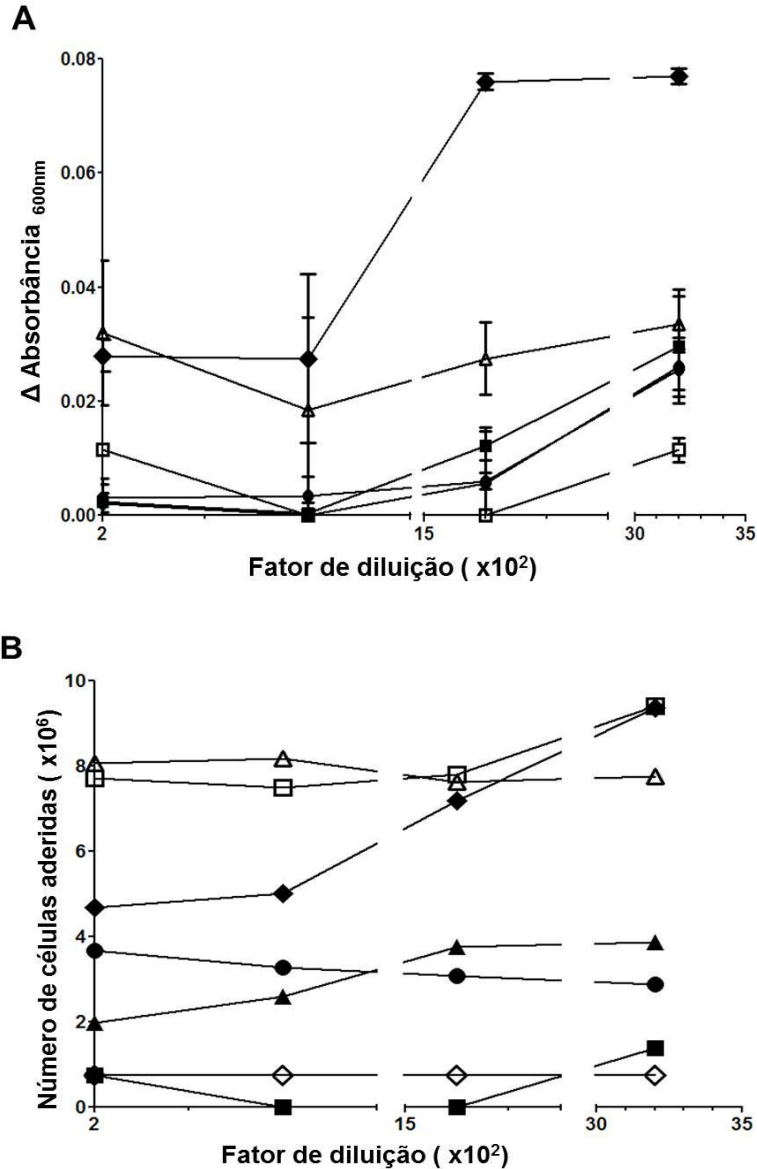 A
0.08
0.06
0.04
0.02
0.00
Δ Absorbância 600nm
2 15 30 35
Fator de diluição ( x10²)
B
10
8
6
4
2
0
Número de células aderidas ( x10⁶)
2 15 30 35
Fator de diluição ( x10²)